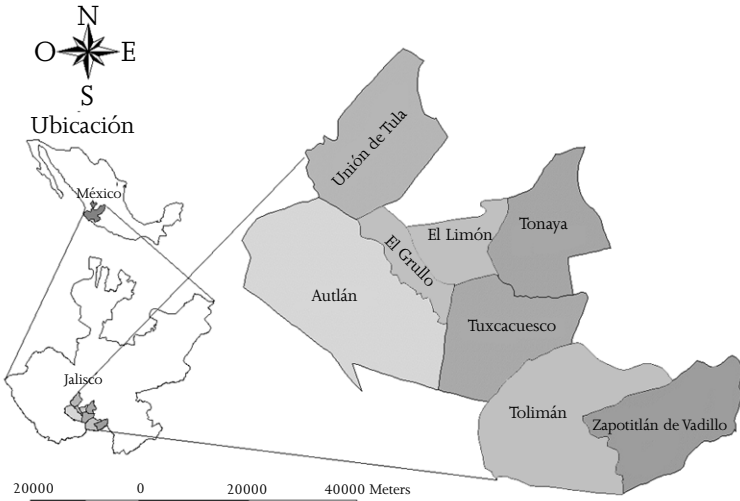 N
O E
S
Ubicación
México
Jalisco
Unión de Tula
El Limón
Tonaya
El Grullo
Autlán
Tuxcacuesco
Tolimán
Zapotitlán de Vadillo
20000 0 20000 40000 Meters